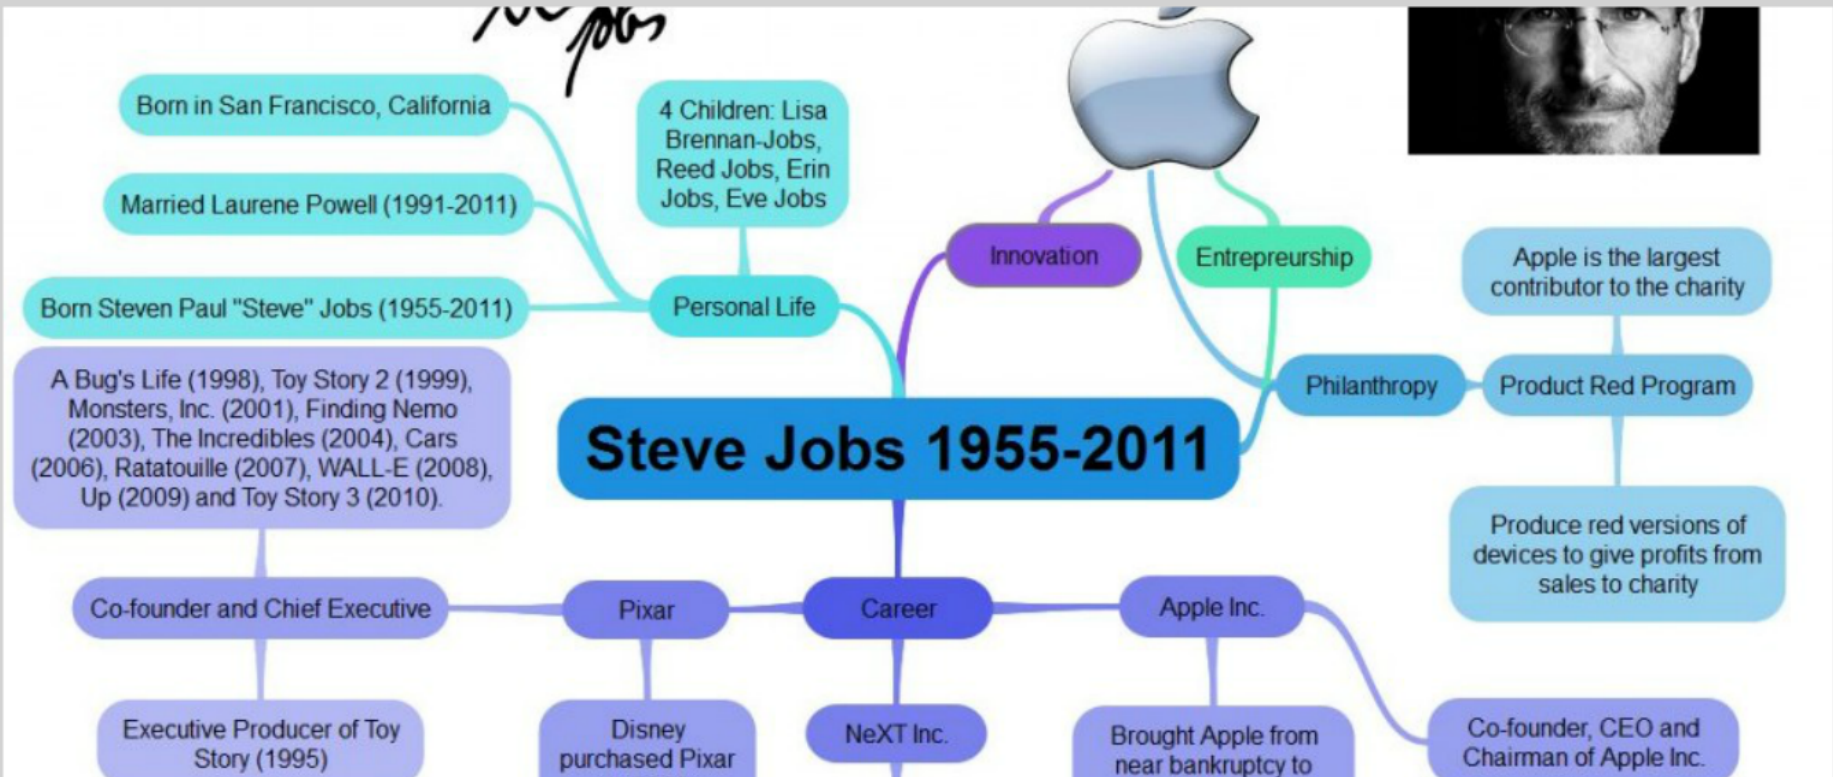 Jobs
Born in San Francisco, California
4 Children: Lisa
Brennan-Jobs,
Reed Jobs, Erin
Jobs, Eve Jobs
Married Laurene Powell (1991-2011)
Born Steven Paul "Steve" Jobs (1955-2011)
Personal Life
Innovation
Entrepreurship
Apple is the largest
contributor to the charity
Philanthropy
Product Red Program
Produce red versions of
devices to give profits from
sales to charity
Steve Jobs 1955-2011
A Bug's Life (1998), Toy Story 2 (1999),
Monsters, Inc. (2001), Finding Nemo
(2003), The Incredibles (2004), Cars
(2006), Ratatouille (2007), WALL-E (2008),
Up (2009) and Toy Story 3 (2010).
Co-founder and Chief Executive
Pixar
Career
Apple Inc.
Executive Producer of Toy
Story (1995)
Disney
purchased Pixar
NeXT Inc.
Brought Apple from
near bankruptcy to
Co-founder, CEO and
Chairman of Apple Inc.